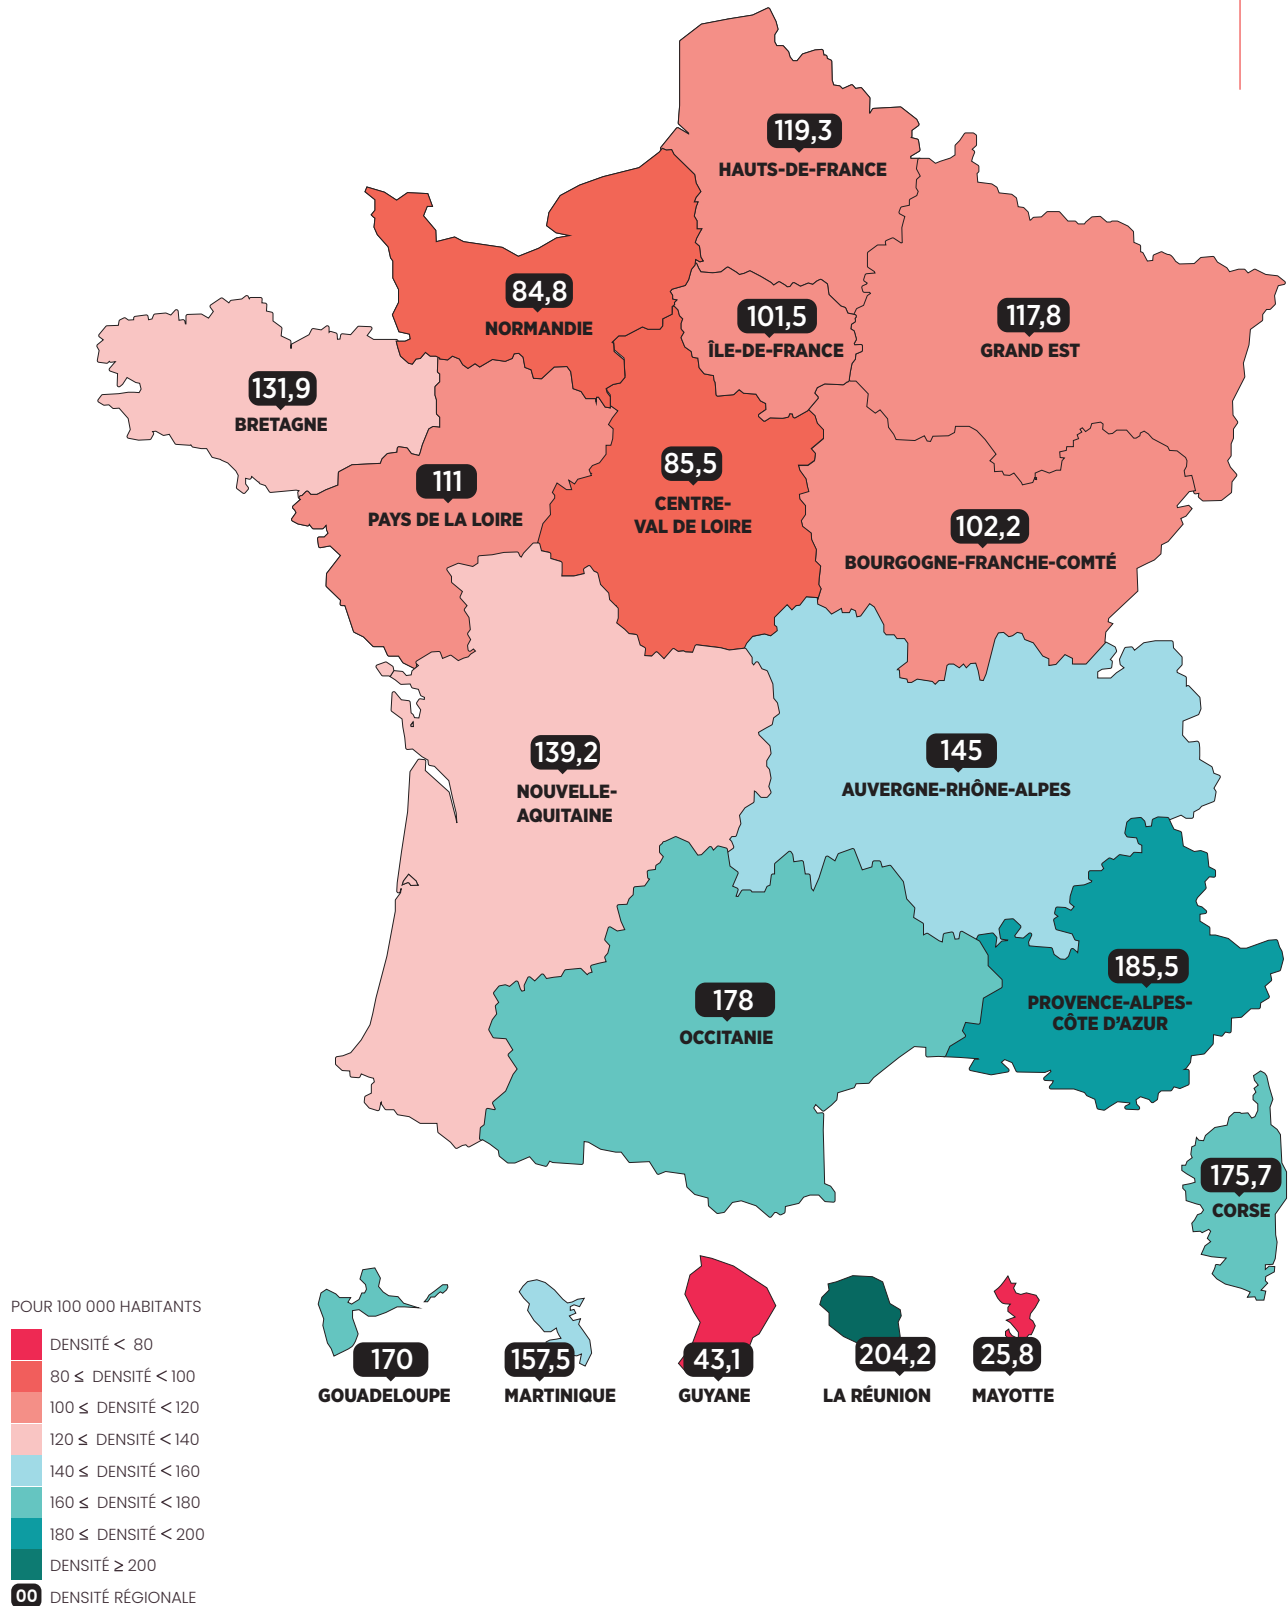 119,3
HAUTS-DE-FRANCE
84,8
NORMANDIE
101,5
ÎLE-DE-FRANCE
117,8
GRAND EST
131,9
BRETAGNE
111
PAYS DE LA LOIRE
85,5
CENTRE-
VAL DE LOIRE
102,2
BOURGOGNE-FRANCHE-COMTÉ
139,2
NOUVELLE-
AQUITAINE
145
AUVERGNE-RHÔNE-ALPES
178
OCCITANIE
185,5
PROVENCE-ALPES-
CÔTE D'AZUR
175,7
CORSE
170
GOUADELOUPE
157,5
MARTINIQUE
43,1
GUYANE
204,2
LA RÉUNION
25,8
MAYOTTE
POUR 100 000 HABITANTS
DENSITÉ < 80
80 ≤ DENSITÉ < 100
100 ≤ DENSITÉ < 120
120 ≤ DENSITÉ < 140
140 ≤ DENSITÉ < 160
160 ≤ DENSITÉ < 180
180 ≤ DENSITÉ < 200
DENSITÉ ≥ 200
00 DENSITÉ RÉGIONALE